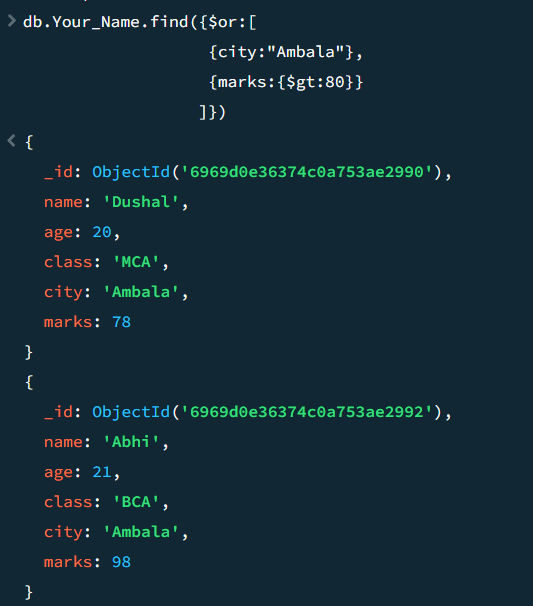 db.Your_Name.find({$or:[
{city:"Ambala"},
{marks:{$gt:80}}
]})
{
_id: ObjectId('6969d0e36374c0a753ae2990'),
name: 'Dushal',
age: 20,
class: 'MCA',
city: 'Ambala',
marks: 78
}
{
_id: ObjectId('6969d0e36374c0a753ae2992'),
name: 'Abhi',
age: 21,
class: 'BCA',
city: 'Ambala',
marks: 98
}